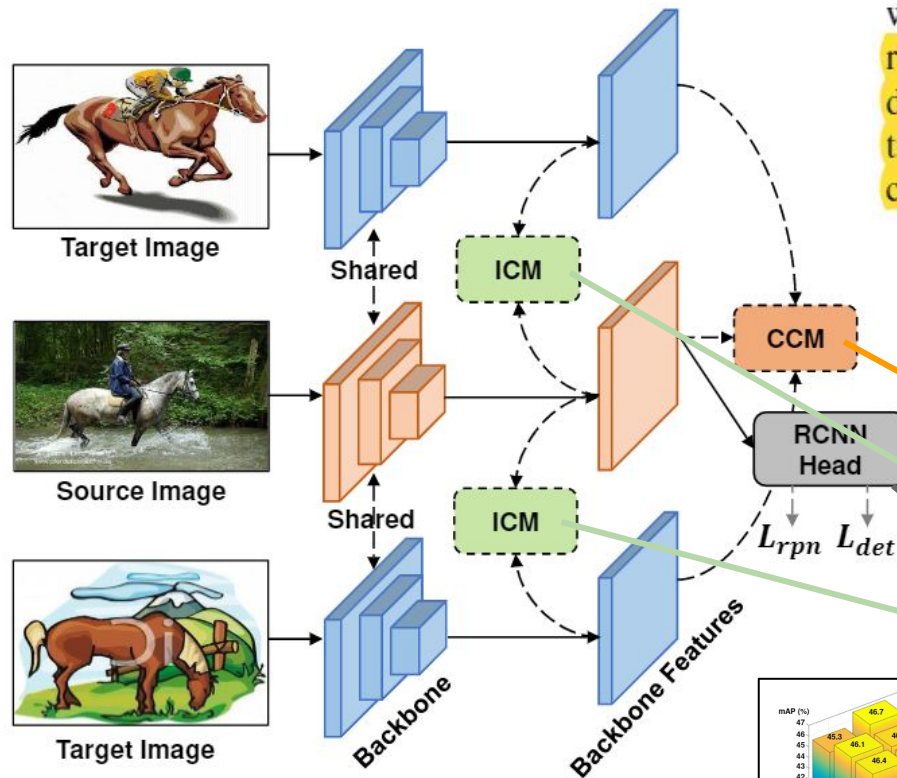 Target Image
Shared
ICM
CCM
RCNN
Head
Source Image
Shared
ICM
L_rpn L_det
Target Image
Backbone
Backbone Features
mAP (%)
47
46
45
44
43
42
46.7
45.3
46.1
46.4